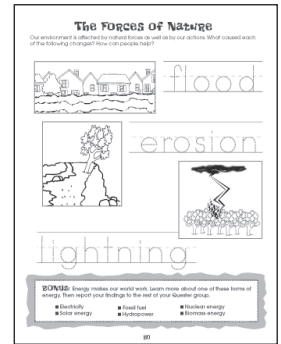 The Forces of Nature
Our environment is affected by natural forces as well as by our actions. What caused each
of the following changes? How can people help?
flood
erosion
lightning
BONUS: Energy makes our world work. Learn more about one of these forms of
energy. Then report your findings to the rest of your Quester group.
■ Electricity ■ Fossil fuel ■ Nuclear energy
■ Solar energy ■ Hydropower ■ Biomass energy